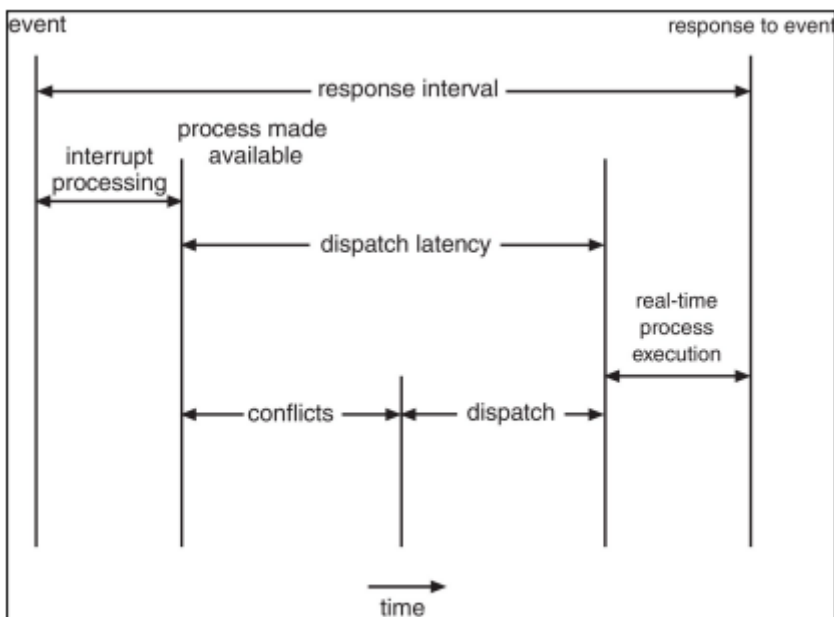 event
response to event
response interval
process made
available
interrupt
processing
dispatch latency
real-time
process
execution
conflicts
dispatch
time